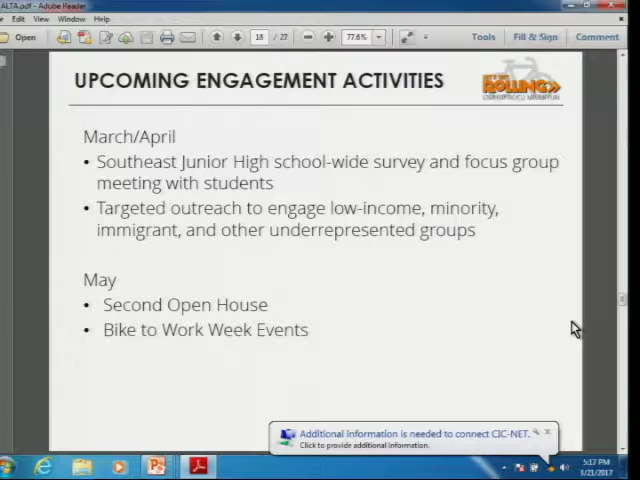 ALTA.pdf - Adobe Reader
Edit View Window Help
Open 18 / 27 77.6% Tools Fill & Sign Comment
UPCOMING ENGAGEMENT ACTIVITIES
ROLLING
March/April
• Southeast Junior High school-wide survey and focus group
meeting with students
• Targeted outreach to engage low-income, minority,
immigrant, and other underrepresented groups
May
• Second Open House
• Bike to Work Week Events
Additional information is needed to connect CIC-NET.
Click to provide additional information.
5:17 PM
3/21/2017